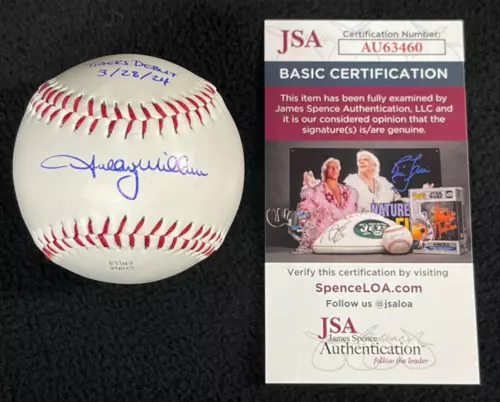 TIGERS DEBUT
3/28/24
JSA
Certification Number:
AU63460
BASIC CERTIFICATION
This item has been fully examined by
James Spence Authentication, LLC and
it is our considered opinion that the
signature(s) is/are genuine.
NATURE
JETS
Verify this certification by visiting
SpenceLOA.com
Follow us @jsaloa
JSA
James Spence
Authentication
follow the leader